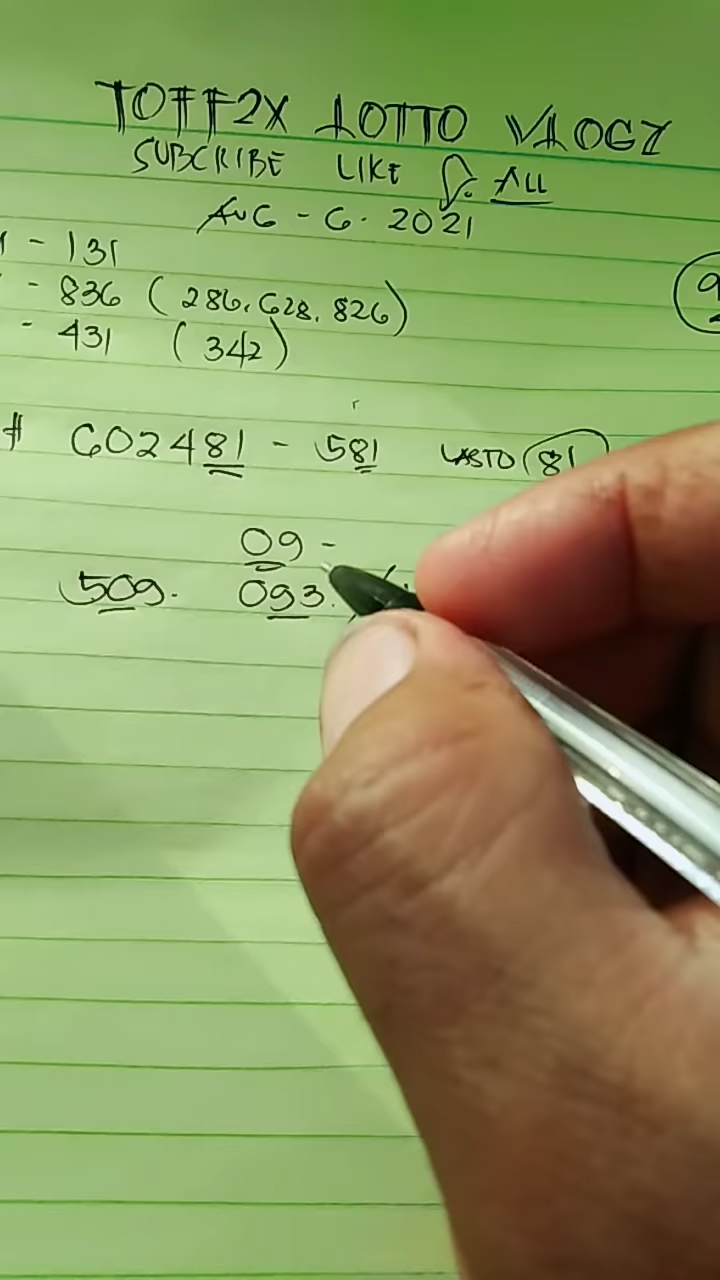 TOFF2X LOTTO VLOGZ
SUBCRIBE LIKE & ALL
AUG - 6. 2021
- 131
- 836 (286. 628. 826)
- 431 (342)
# 602481 - 581 LASTO (81
09 -
509. 093.